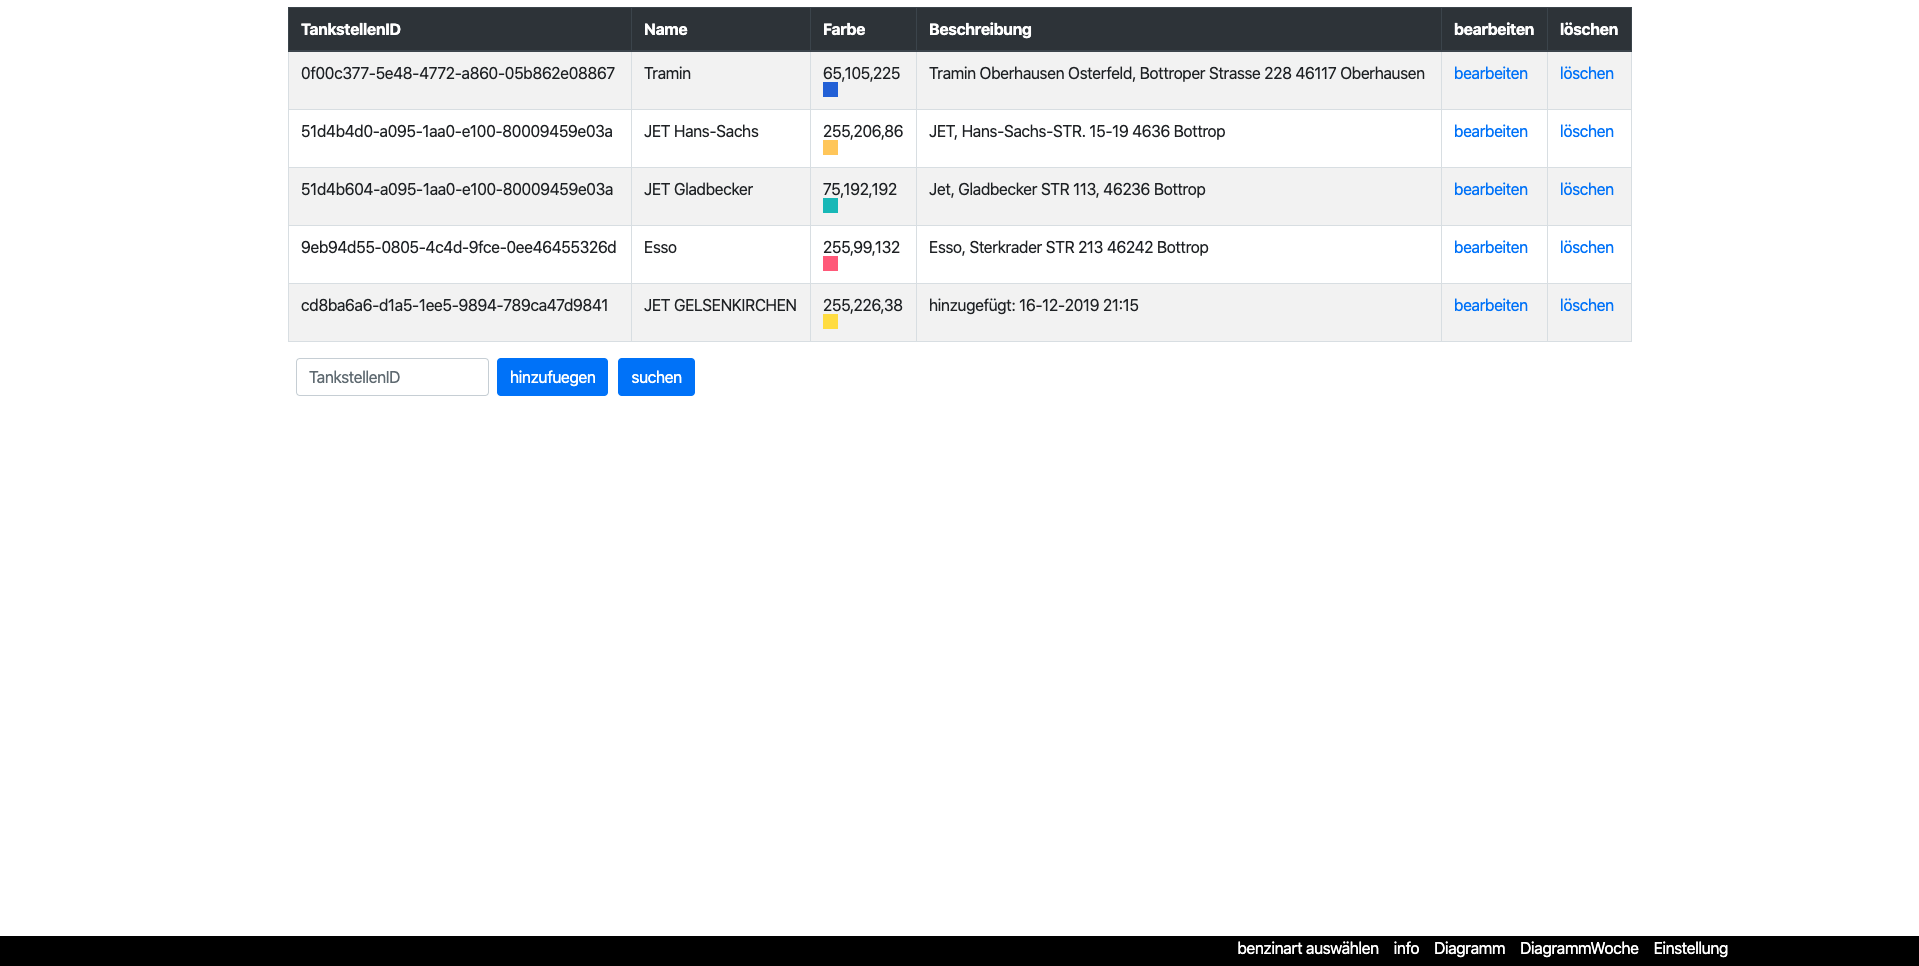 TankstellenID Name Farbe Beschreibung bearbeiten löschen
0f00c377-5e48-4772-a860-05b862e08867 Tramin 65,105,225 Tramin Oberhausen Osterfeld, Bottroper Strasse 228 46117 Oberhausen bearbeiten löschen
51d4b4d0-a095-1aa0-e100-80009459e03a JET Hans-Sachs 255,206,86 JET, Hans-Sachs-STR. 15-19 4636 Bottrop bearbeiten löschen
51d4b604-a095-1aa0-e100-80009459e03a JET Gladbecker 75,192,192 Jet, Gladbecker STR 113, 46236 Bottrop bearbeiten löschen
9eb94d55-0805-4c4d-9fce-0ee46455326d Esso 255,99,132 Esso, Sterkrader STR 213 46242 Bottrop bearbeiten löschen
cd8ba6a6-d1a5-1ee5-9894-789ca47d9841 JET GELSENKIRCHEN 255,226,38 hinzugefügt: 16-12-2019 21:15 bearbeiten löschen
TankstellenID hinzufuegen suchen
benzinart auswählen info Diagramm DiagrammWoche Einstellung